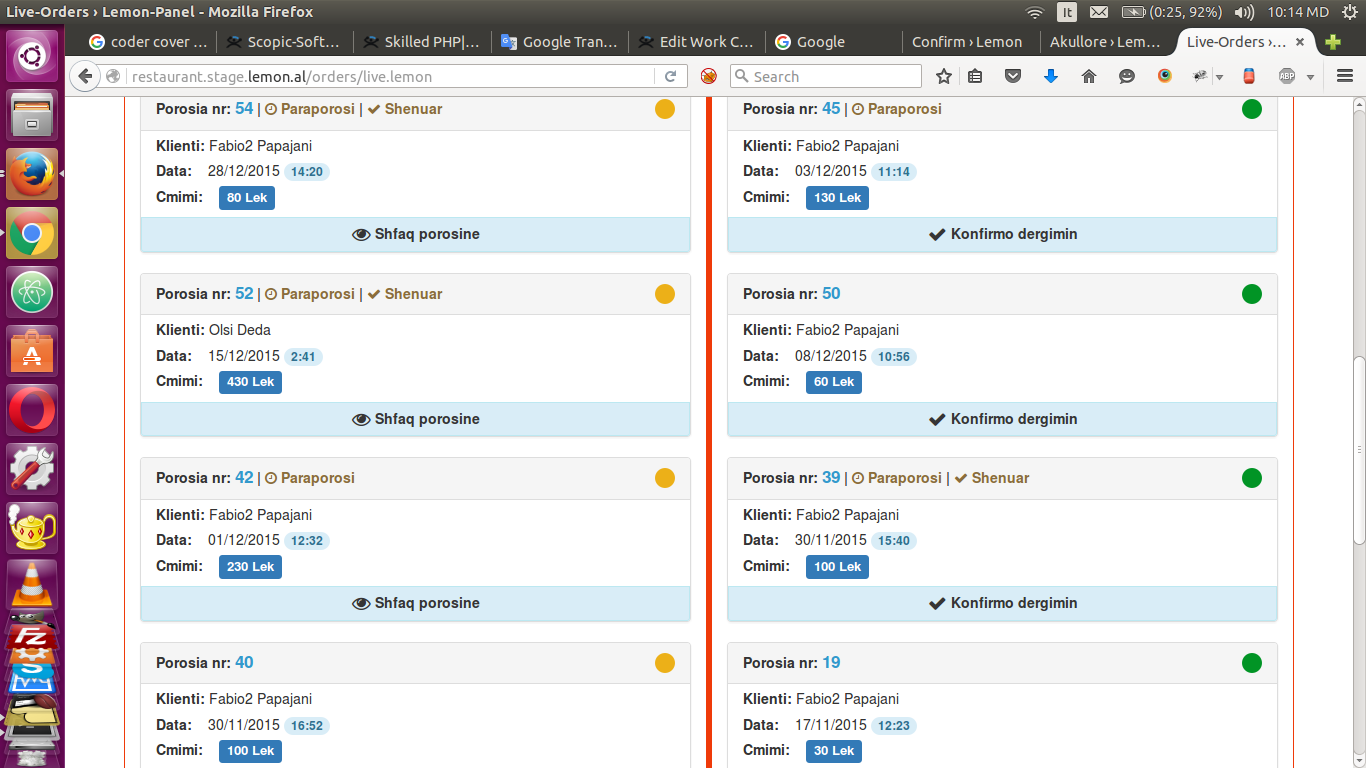 Live-Orders › Lemon-Panel - Mozilla Firefox
It
(0:25, 92%)
10:14 MD
coder cover ...
Scopic-Soft...
Skilled PHP|...
Google Tran...
Edit Work C...
Google
Confirm › Lemon
Akullore › Lem...
Live-Orders ›...
restaurant.stage.lemon.al/orders/live.lemon
Search
ABP
Porosia nr: 54 | Paraporosi | Shenuar
Klienti: Fabio2 Papajani
Data: 28/12/2015 14:20
Cmimi: 80 Lek
Shfaq porosine
Porosia nr: 52 | Paraporosi | Shenuar
Klienti: Olsi Deda
Data: 15/12/2015 2:41
Cmimi: 430 Lek
Shfaq porosine
Porosia nr: 42 | Paraporosi
Klienti: Fabio2 Papajani
Data: 01/12/2015 12:32
Cmimi: 230 Lek
Shfaq porosine
Porosia nr: 40
Klienti: Fabio2 Papajani
Data: 30/11/2015 16:52
Cmimi: 100 Lek
Porosia nr: 45 | Paraporosi
Klienti: Fabio2 Papajani
Data: 03/12/2015 11:14
Cmimi: 130 Lek
Konfirmo dergimin
Porosia nr: 50
Klienti: Fabio2 Papajani
Data: 08/12/2015 10:56
Cmimi: 60 Lek
Konfirmo dergimin
Porosia nr: 39 | Paraporosi | Shenuar
Klienti: Fabio2 Papajani
Data: 30/11/2015 15:40
Cmimi: 100 Lek
Konfirmo dergimin
Porosia nr: 19
Klienti: Fabio2 Papajani
Data: 17/11/2015 12:23
Cmimi: 30 Lek
A
FZ
S